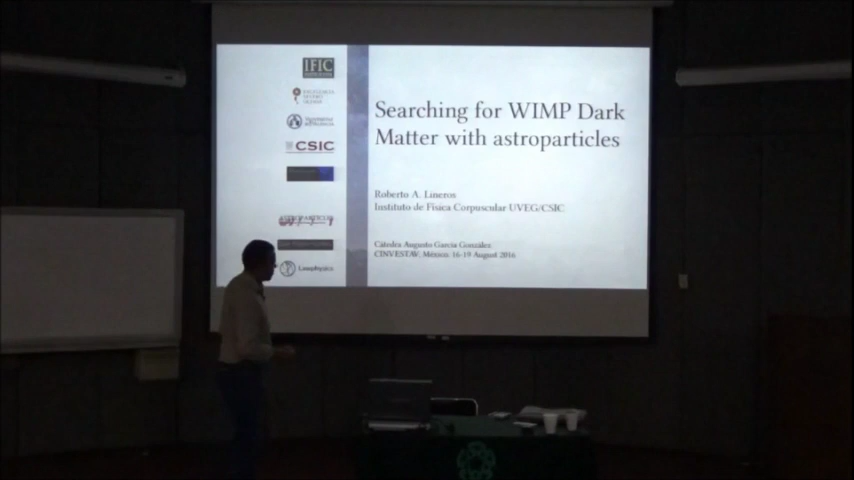 IFIC
CSIC
Searching for WIMP Dark
Matter with astroparticles
Roberto A. Lineros
Instituto de Física Corpuscular UVEG/CSIC
Cátedra Augusto García González
CINVESTAV, México, 16-19 August 2016